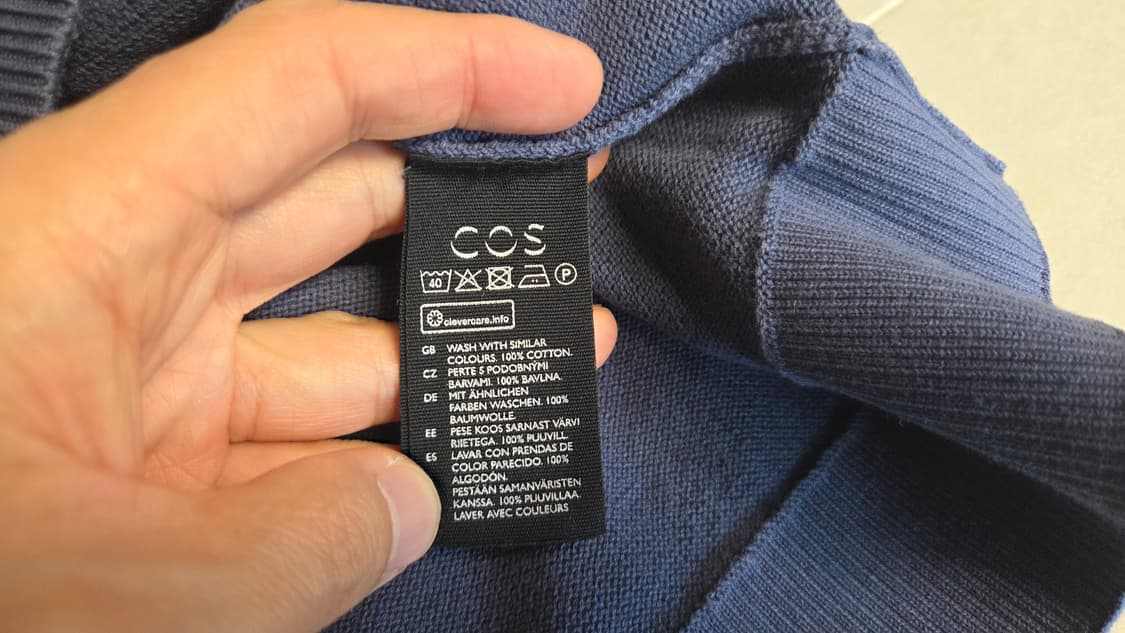 COS
40 P
clevercare.info
GB WASH WITH SIMILAR
COLOURS. 100% COTTON.
CZ PERTE S PODOBNÝMI
BARVAMI. 100% BAVLNA.
DE MIT ÄHNLICHEN
FARBEN WASCHEN. 100%
BAUMWOLLE.
EE PESE KOOS SARNAST VÄRVI
RIIETEGA. 100% PUUVILL.
ES LAVAR CON PRENDAS DE
COLOR PARECIDO. 100%
ALGODÓN.
PESTÄÄN SAMANVÄRISTEN
KANSSA. 100% PUUVILLAA.
LAVER AVEC COULEURS